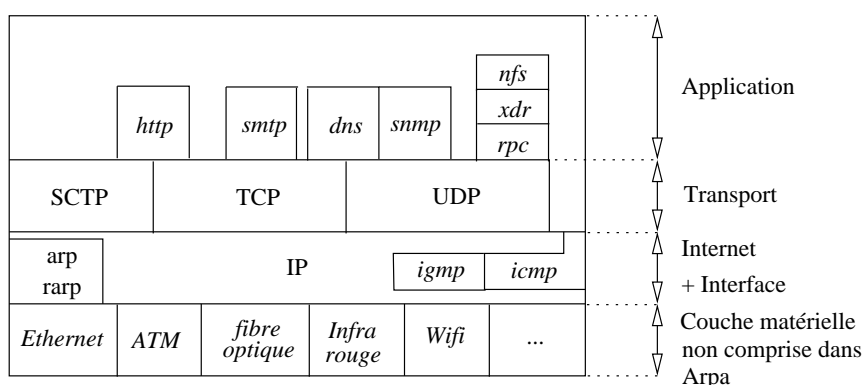 nfs
xdr
rpc
http
smtp
dns
snmp
Application
SCTP
TCP
UDP
Transport
arp
rarp
IP
igmp
icmp
Internet
+ Interface
Ethernet
ATM
fibre
optique
Infra
rouge
Wifi
...
Couche matérielle
non comprise dans
Arpa